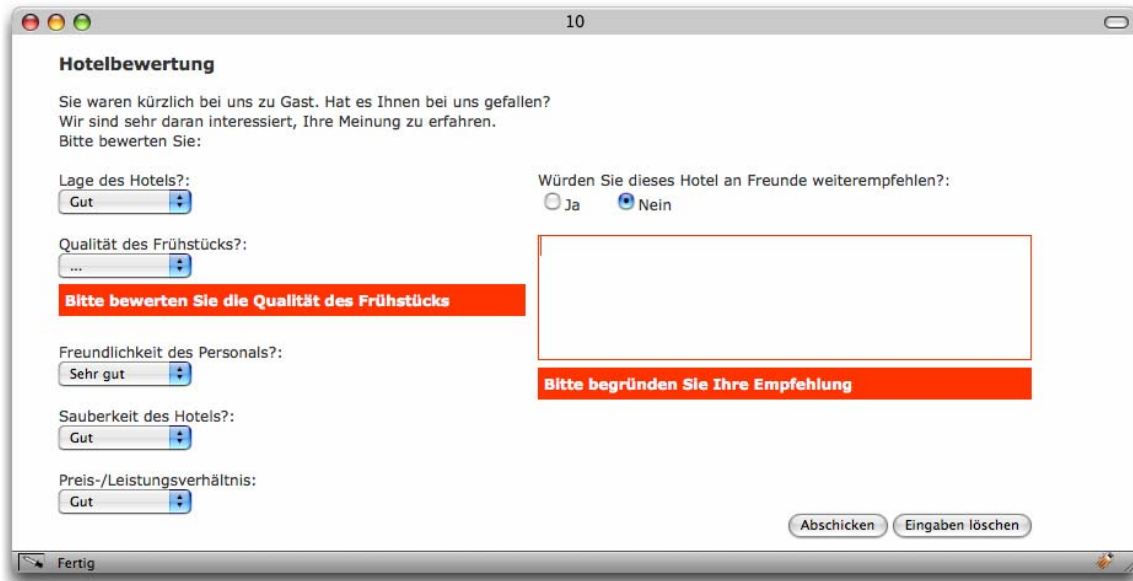 10
Hotelbewertung
Sie waren kürzlich bei uns zu Gast. Hat es Ihnen bei uns gefallen?
Wir sind sehr daran interessiert, Ihre Meinung zu erfahren.
Bitte bewerten Sie:
Lage des Hotels?:
Gut
Qualität des Frühstücks?:
...
Bitte bewerten Sie die Qualität des Frühstücks
Freundlichkeit des Personals?:
Sehr gut
Sauberkeit des Hotels?:
Gut
Preis-/Leistungsverhältnis:
Gut
Würden Sie dieses Hotel an Freunde weiterempfehlen?:
Ja Nein
Bitte begründen Sie Ihre Empfehlung
Abschicken Eingaben löschen
Fertig